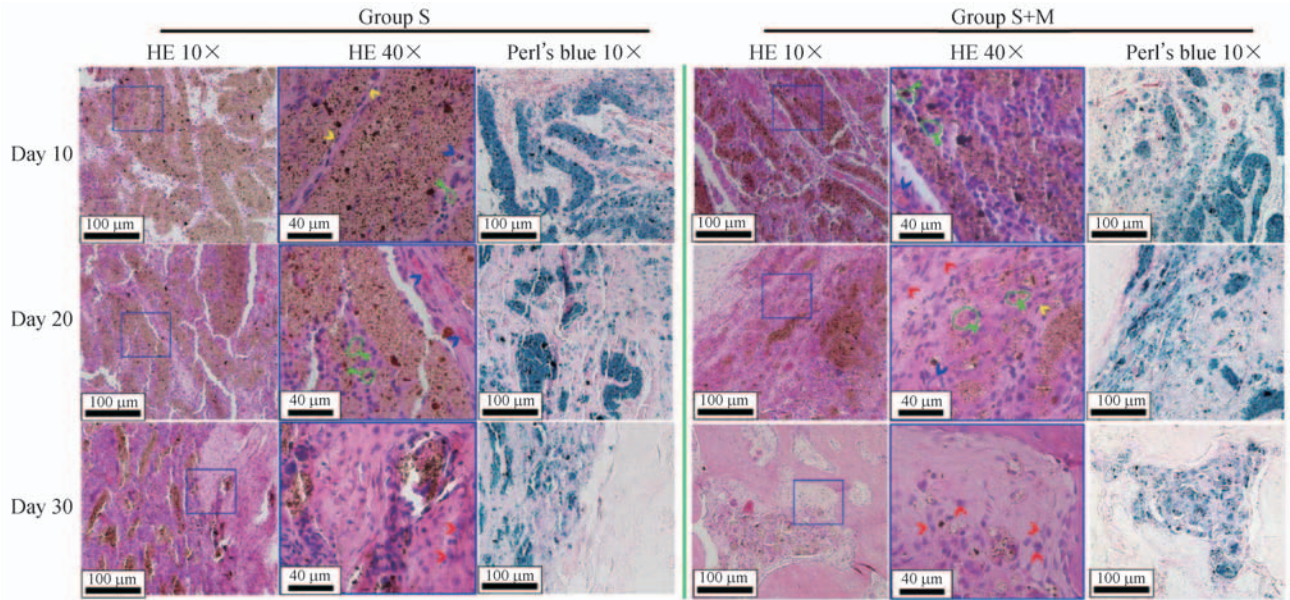 Group S
Group S+M
HE 10× HE 40× Perl's blue 10× HE 10× HE 40× Perl's blue 10×
Day 10
100 μm 40 μm 100 μm 100 μm 40 μm 100 μm
Day 20
100 μm 40 μm 100 μm 100 μm 40 μm 100 μm
Day 30
100 μm 40 μm 100 μm 100 μm 40 μm 100 μm